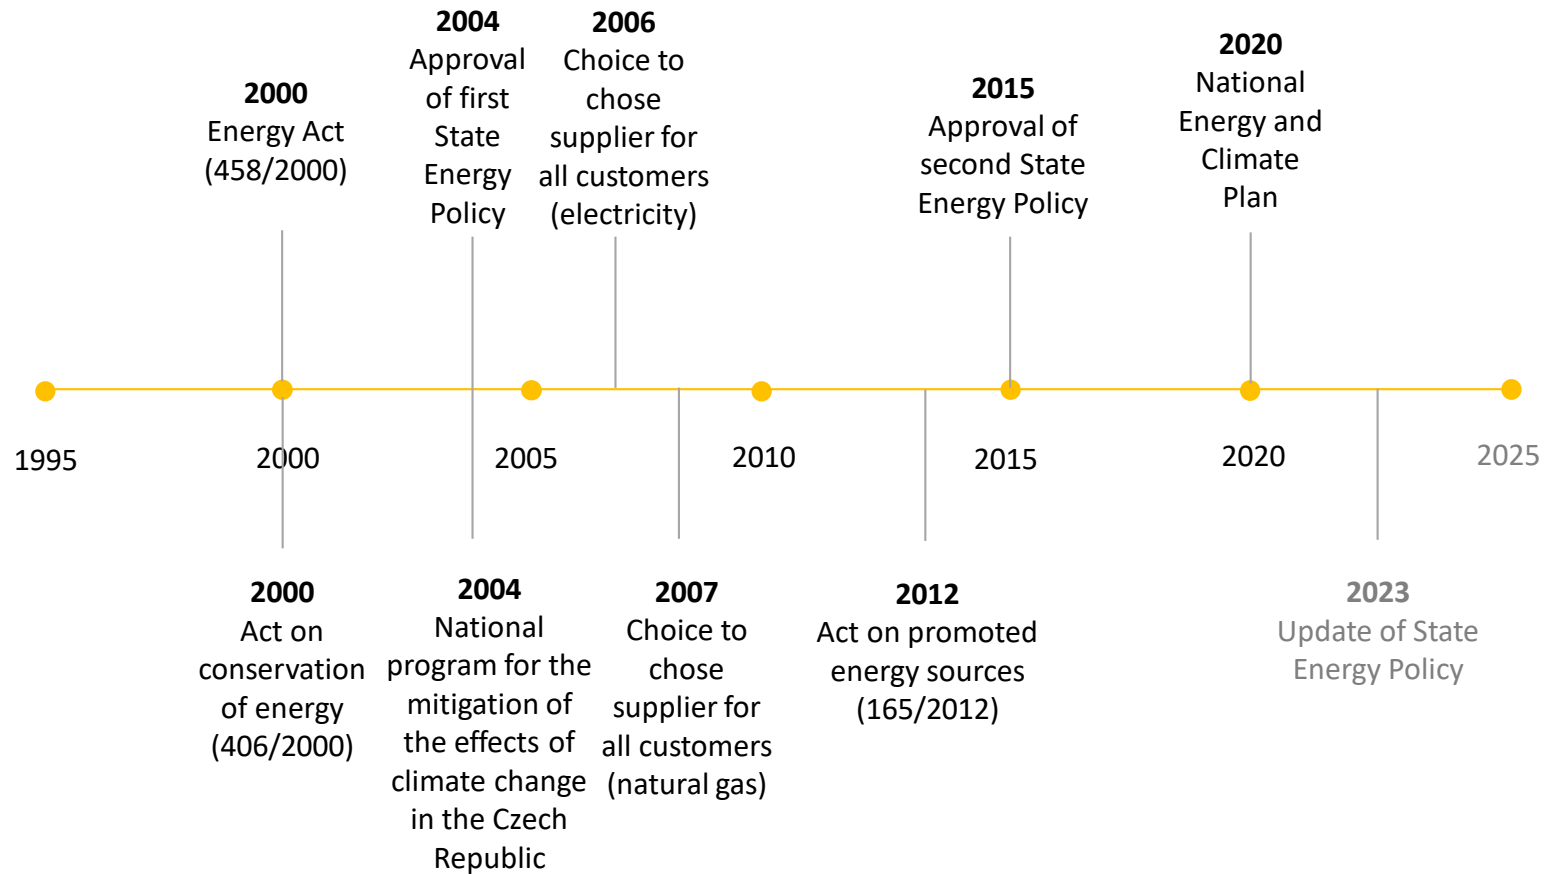 2000
Energy Act
(458/2000)
2004
Approval
of first
State
Energy
Policy
2006
Choice to
chose
supplier for
all customers
(electricity)
2015
Approval of
second State
Energy Policy
2020
National
Energy and
Climate
Plan
1995
2000
2005
2010
2015
2020
2025
2000
Act on
conservation
of energy
(406/2000)
2004
National
program for the
mitigation of
the effects of
climate change
in the Czech
Republic
2007
Choice to
chose
supplier for
all customers
(natural gas)
2012
Act on promoted
energy sources
(165/2012)
2023
Update of State
Energy Policy